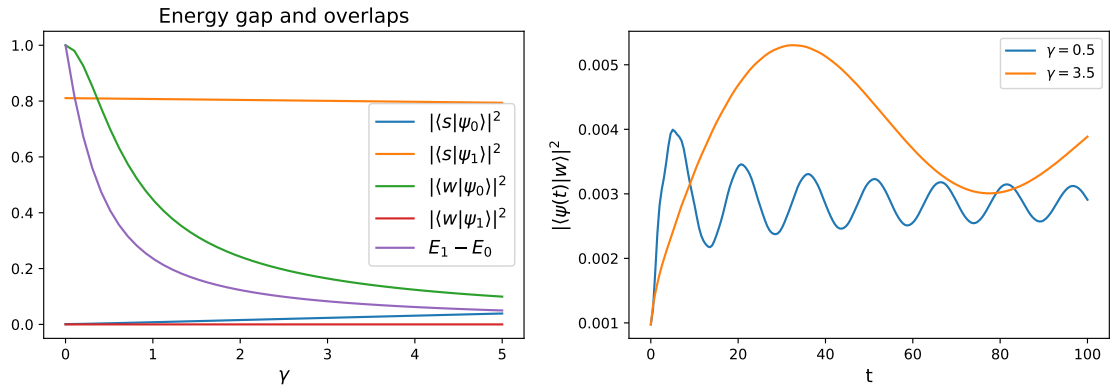 Energy gap and overlaps
1.0
0.8
0.6
0.4
0.2
0.0
0 1 2 3 4 5
γ
|⟨s|ψ₀⟩|²
|⟨s|ψ₁⟩|²
|⟨w|ψ₀⟩|²
|⟨w|ψ₁⟩|²
E₁ − E₀
|⟨ψ(t)|w⟩|²
0.005
0.004
0.003
0.002
0.001
0 20 40 60 80 100
t
γ = 0.5
γ = 3.5